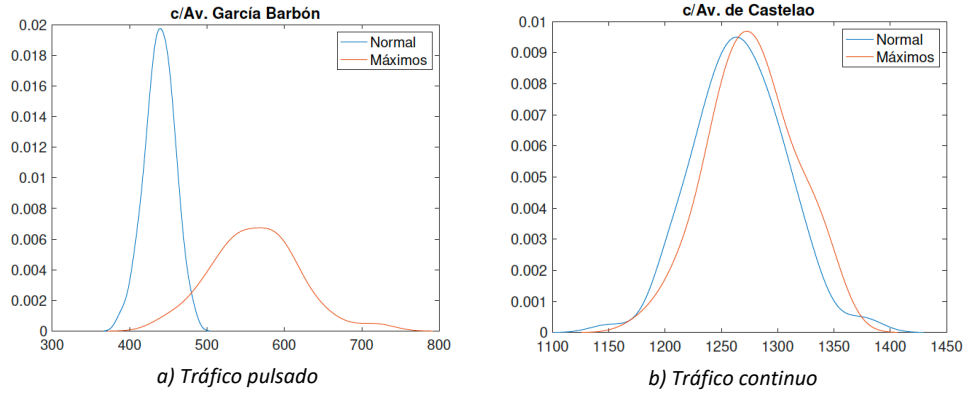 c/Av. García Barbón
0.02
0.018
0.016
0.014
0.012
0.01
0.008
0.006
0.004
0.002
0
300 400 500 600 700 800
Normal
Máximos
a) Tráfico pulsado
c/Av. de Castelao
0.01
0.009
0.008
0.007
0.006
0.005
0.004
0.003
0.002
0.001
0
1100 1150 1200 1250 1300 1350 1400 1450
Normal
Máximos
b) Tráfico continuo